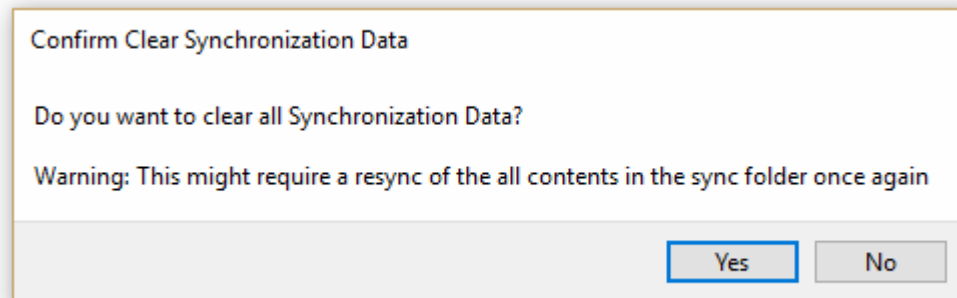 Confirm Clear Synchronization Data
Do you want to clear all Synchronization Data?
Warning: This might require a resync of the all contents in the sync folder once again
Yes
No